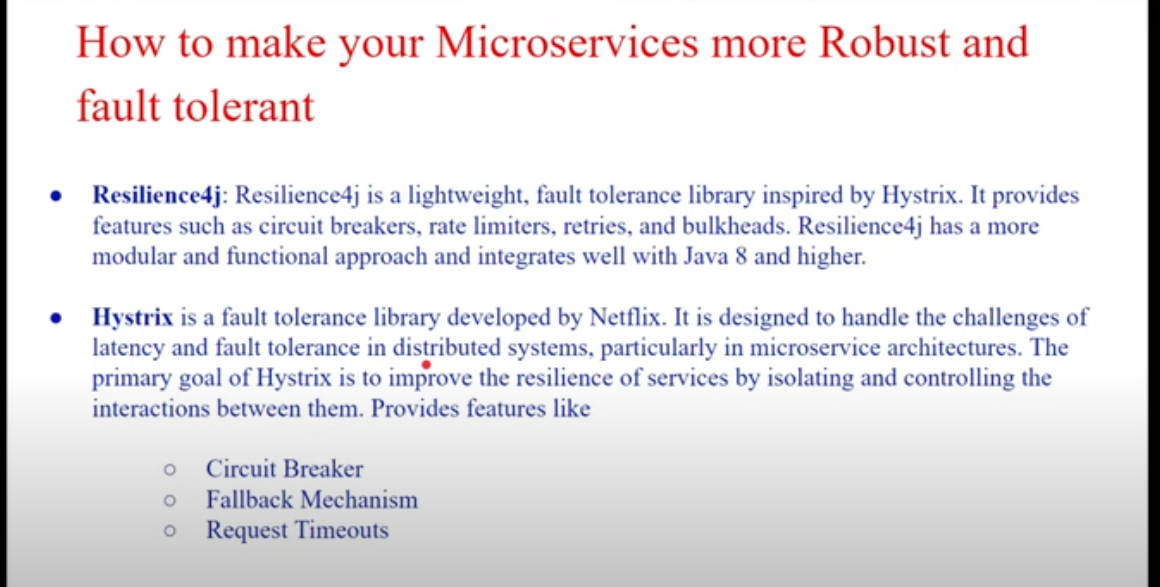 How to make your Microservices more Robust and
fault tolerant
● Resilience4j: Resilience4j is a lightweight, fault tolerance library inspired by Hystrix. It provides
features such as circuit breakers, rate limiters, retries, and bulkheads. Resilience4j has a more
modular and functional approach and integrates well with Java 8 and higher.
● Hystrix is a fault tolerance library developed by Netflix. It is designed to handle the challenges of
latency and fault tolerance in distributed systems, particularly in microservice architectures. The
primary goal of Hystrix is to improve the resilience of services by isolating and controlling the
interactions between them. Provides features like
○ Circuit Breaker
○ Fallback Mechanism
○ Request Timeouts